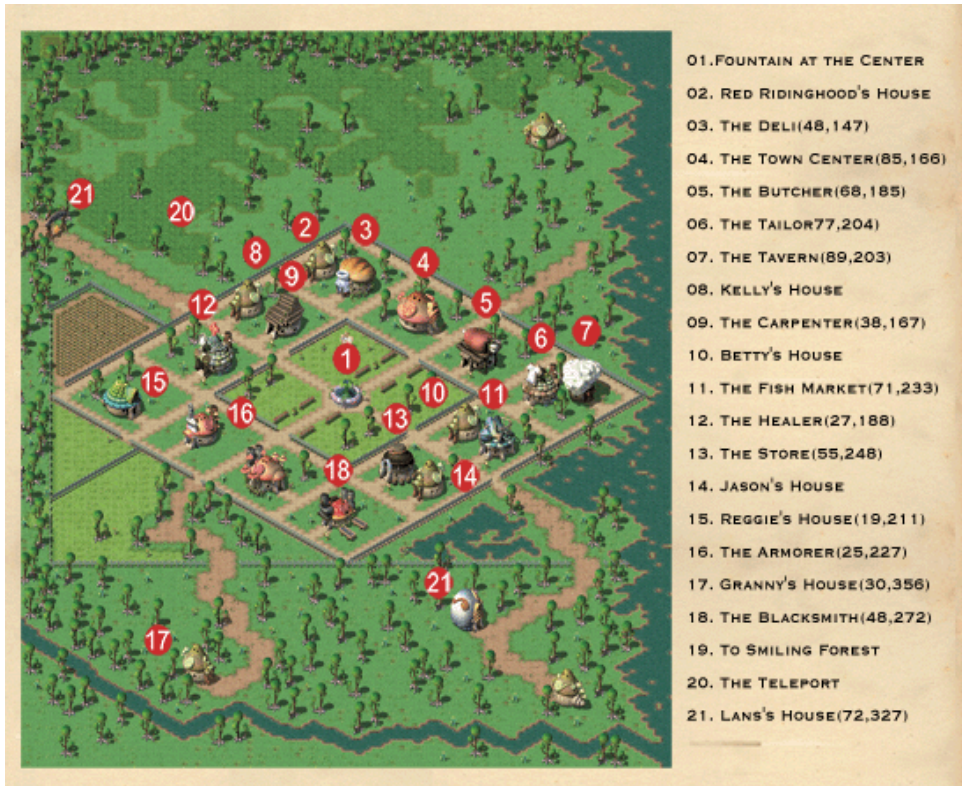 01.Fountain at the Center
02. Red Ridinghood's House
03. The Deli(48,147)
04. The Town Center(85,166)
05. The Butcher(68,185)
06. The Tailor77,204)
07. The Tavern(89,203)
08. Kelly's House
09. The Carpenter(38,167)
10. Betty's House
11. The Fish Market(71,233)
12. The Healer(27,188)
13. The Store(55,248)
14. Jason's House
15. Reggie's House(19,211)
16. The Armorer(25,227)
17. Granny's House(30,356)
18. The Blacksmith(48,272)
19. To Smiling Forest
20. The Teleport
21. Lans's House(72,327)
21
20
2
3
8
9
4
12
5
6
7
1
15
16
10
11
13
18
14
21
17